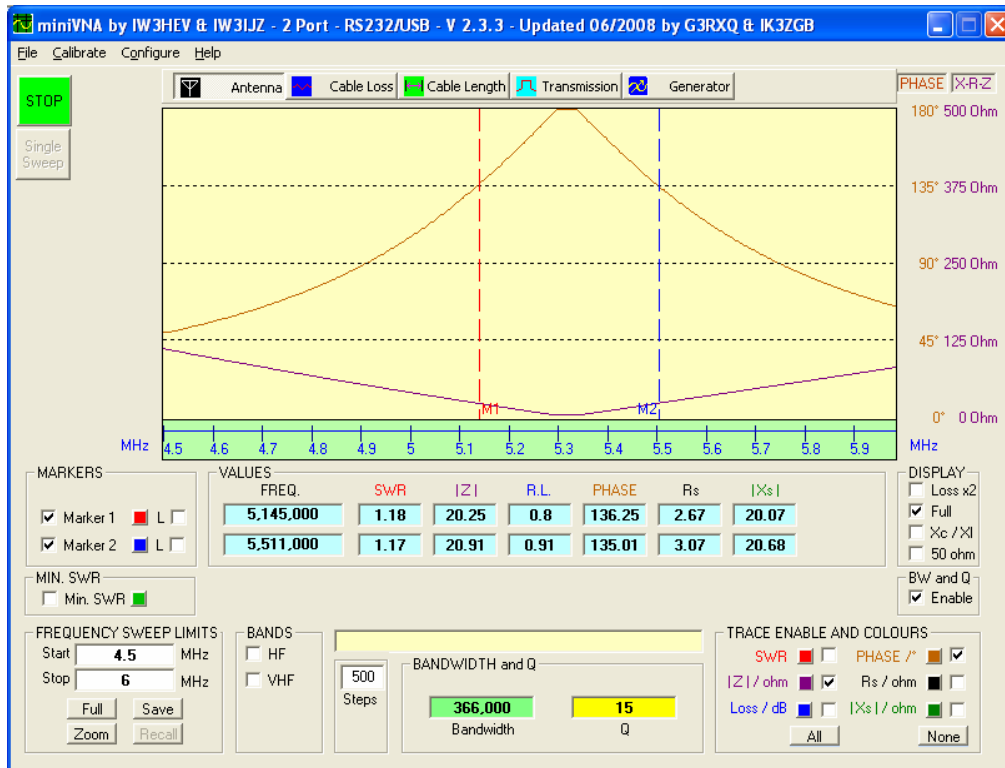 miniVNA by IW3HEV & IW3IJZ - 2 Port - RS232/USB - V 2.3.3 - Updated 06/2008 by G3RXQ & IK3ZGB
File Calibrate Configure Help
STOP
Single Sweep
Antenna Cable Loss Cable Length Transmission Generator
PHASE X-R-Z
180° 500 Ohm
135° 375 Ohm
90° 250 Ohm
45° 125 Ohm
0° 0 Ohm
M1 M2
MHz 4.5 4.6 4.7 4.8 4.9 5 5.1 5.2 5.3 5.4 5.5 5.6 5.7 5.8 5.9 MHz
MARKERS
Marker 1 L
Marker 2 L
VALUES
FREQ. SWR |Z| R.L. PHASE Rs |Xs|
5,145,000 1.18 20.25 0.8 136.25 2.67 20.07
5,511,000 1.17 20.91 0.91 135.01 3.07 20.68
DISPLAY
Loss x2
Full
Xc / Xl
50 ohm
MIN. SWR
Min. SWR
BW and Q
Enable
FREQUENCY SWEEP LIMITS
Start 4.5 MHz
Stop 6 MHz
Full Save
Zoom Recall
BANDS
HF
VHF
500
Steps
BANDWIDTH and Q
366,000 15
Bandwidth Q
TRACE ENABLE AND COLOURS
SWR PHASE /°
|Z| / ohm Rs / ohm
Loss / dB |Xs| / ohm
All None